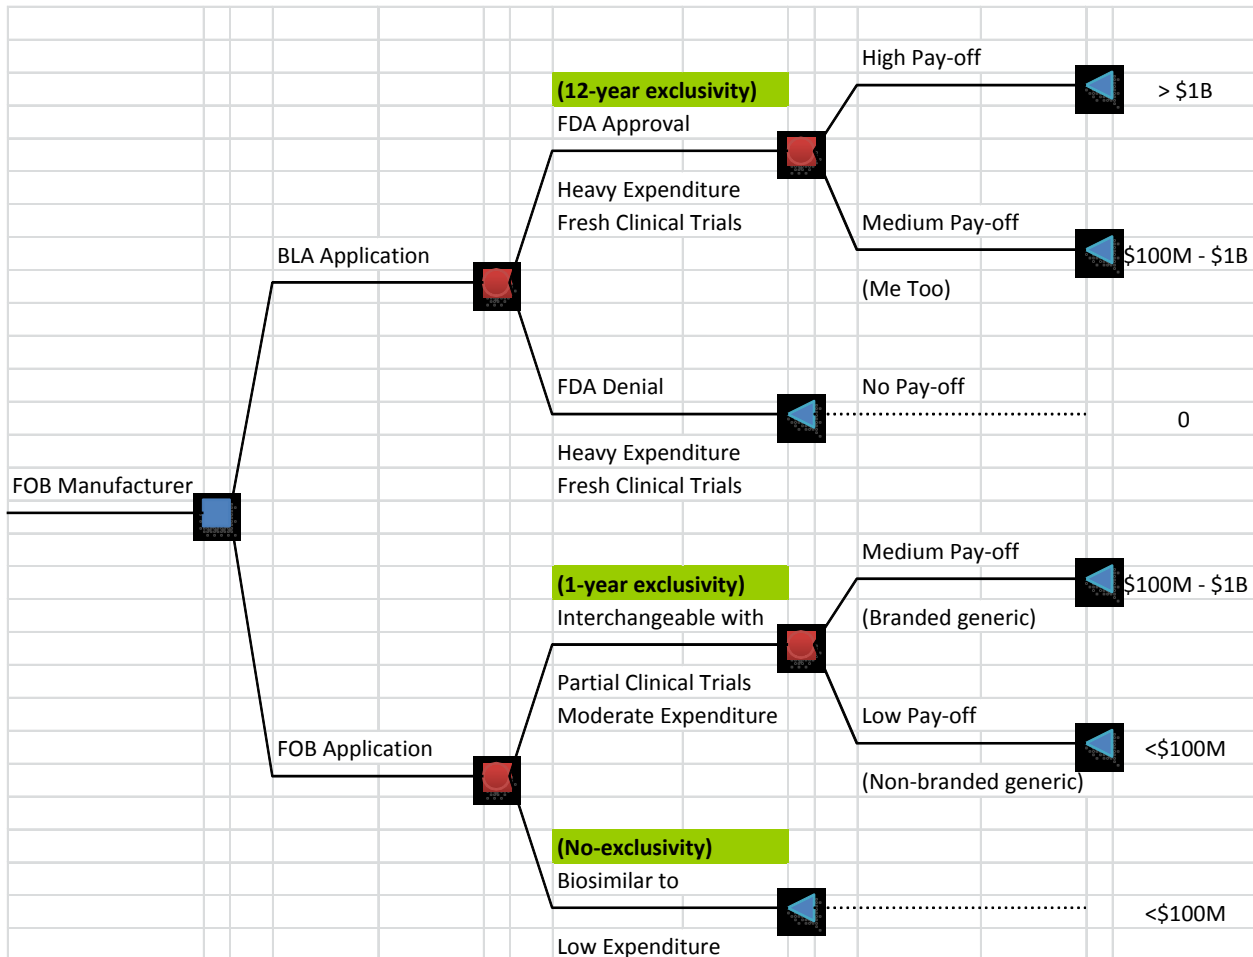 High Pay-off
(12-year exclusivity)
> $1B
FDA Approval
Heavy Expenditure
Fresh Clinical Trials
Medium Pay-off
BLA Application
$100M - $1B
(Me Too)
FDA Denial
No Pay-off
0
Heavy Expenditure
Fresh Clinical Trials
FOB Manufacturer
Medium Pay-off
(1-year exclusivity)
$100M - $1B
Interchangeable with
(Branded generic)
Partial Clinical Trials
Moderate Expenditure
Low Pay-off
FOB Application
<$100M
(Non-branded generic)
(No-exclusivity)
Biosimilar to
<$100M
Low Expenditure